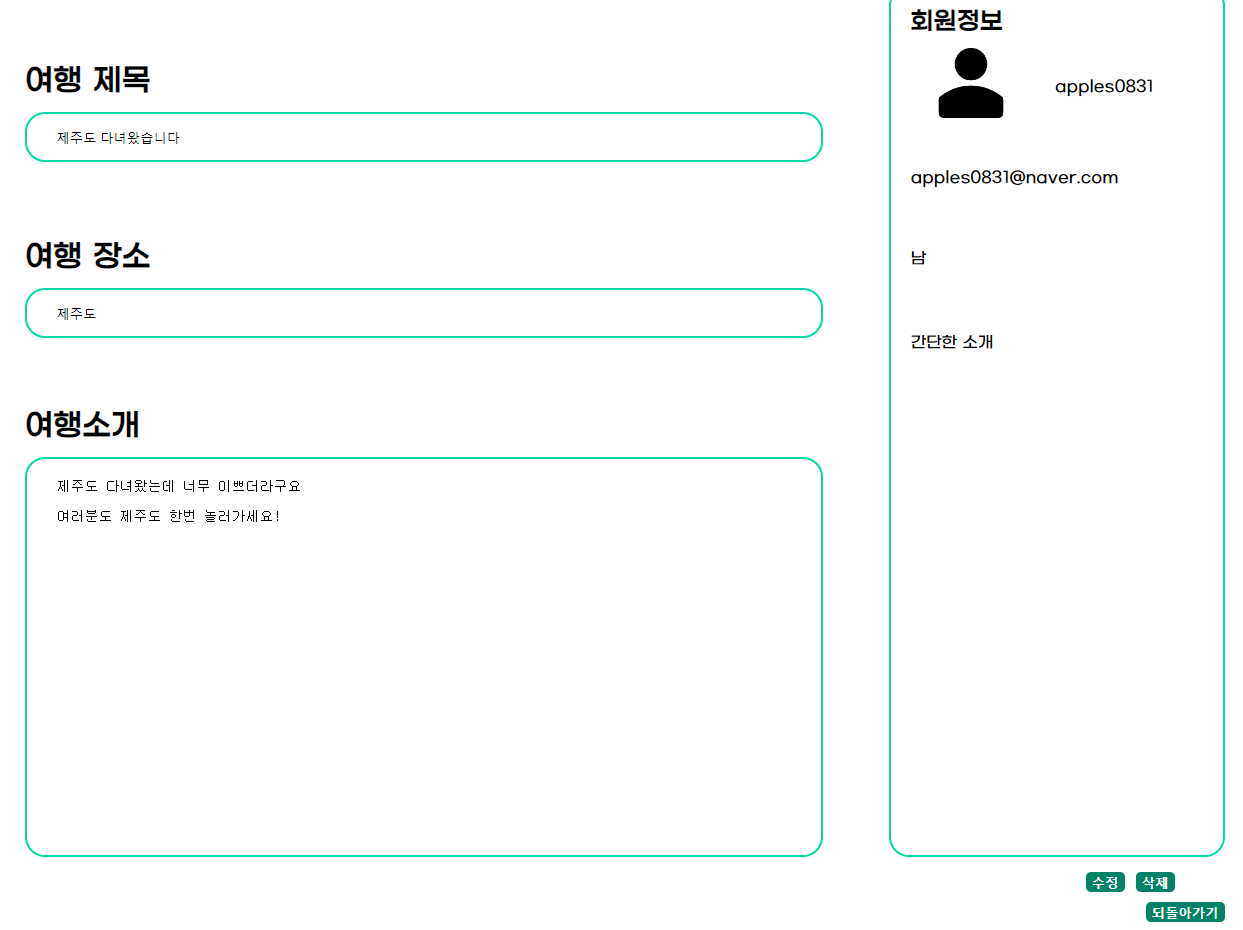 여행 제목
제주도 다녀왔습니다
여행 장소
제주도
여행소개
제주도 다녀왔는데 너무 이쁘더라구요
여러분도 제주도 한번 놀러가세요!
회원정보
apples0831
apples0831@naver.com
남
간단한 소개
수정 삭제
되돌아가기